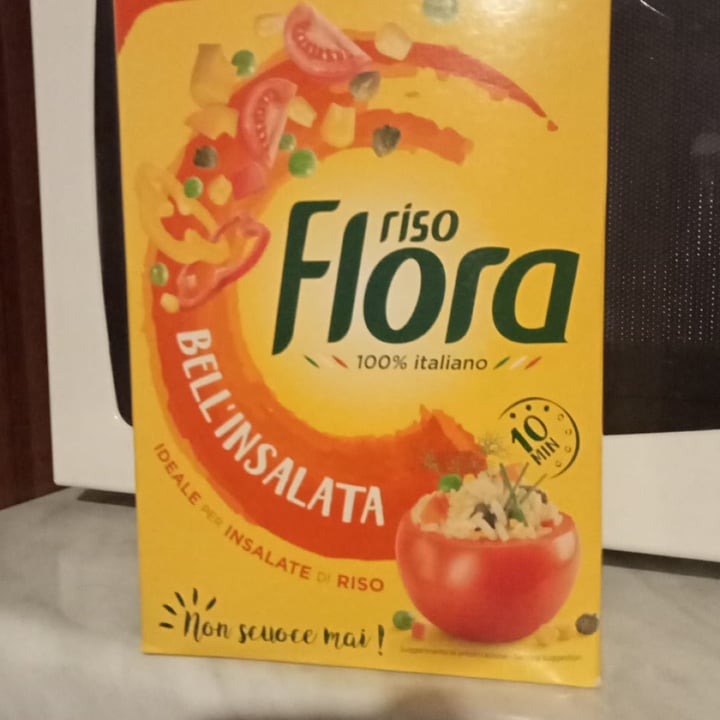 riso
Flora
100% italiano
BELL'INSALATA
10
MIN
IDEALE PER INSALATE DI RISO
Non scuoce mai!